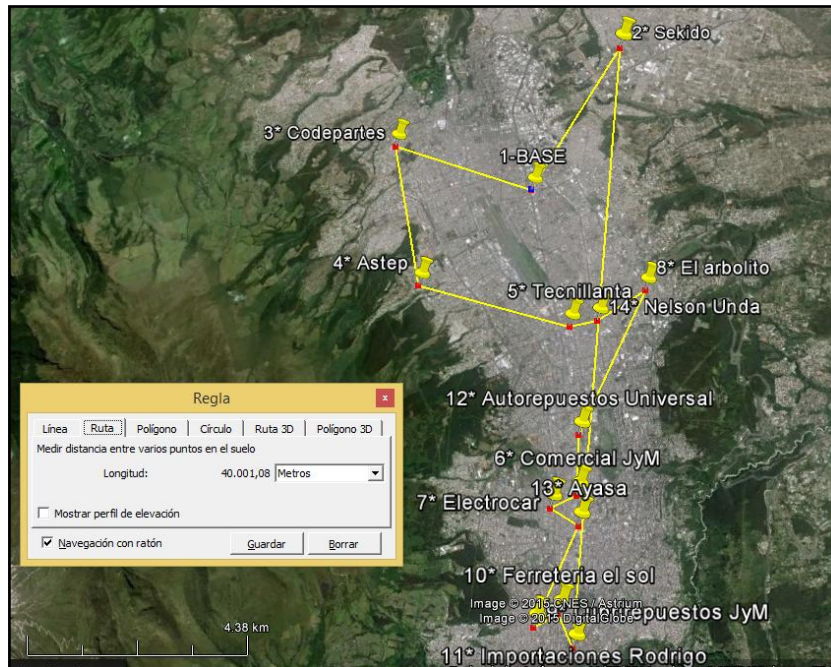 2* Sekido
3* Codepartes
1-BASE
4* Astep
8* El arbolito
5* Tecnillanta
14* Nelson Unda
12* Autorepuestos Universal
6* Comercial JyM
13* Ayasa
7* Electrocar
10* Ferreteria el sol
Image © 2015 CNES / Astrium
Image © 2015 DigitalGlobe
repuestos JyM
11* Importaciones Rodrigo
4.38 km
Regla
x
Línea
Ruta
Polígono
Círculo
Ruta 3D
Polígono 3D
Medir distancia entre varios puntos en el suelo
Longitud: 40.001,08 Metros
Mostrar perfil de elevación
Navegación con ratón
Guardar
Borrar